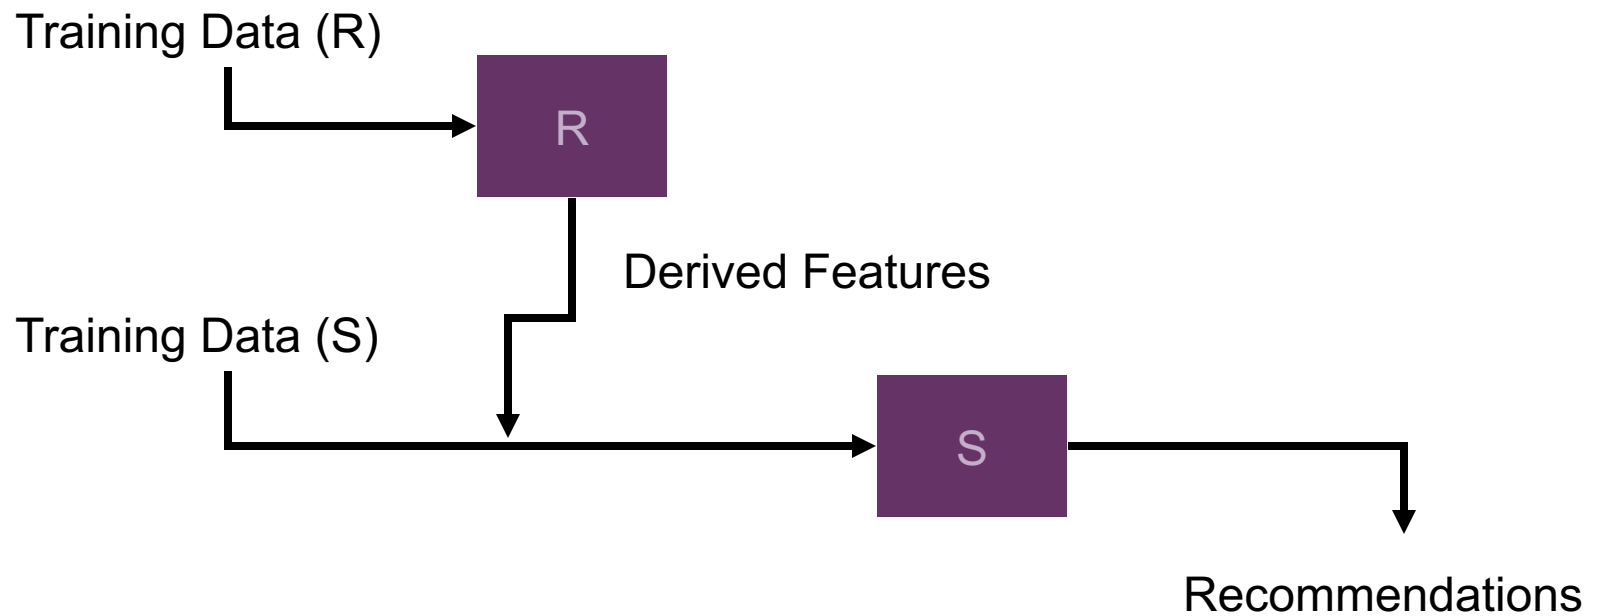 Training Data (R)
R
Derived Features
Training Data (S)
S
Recommendations